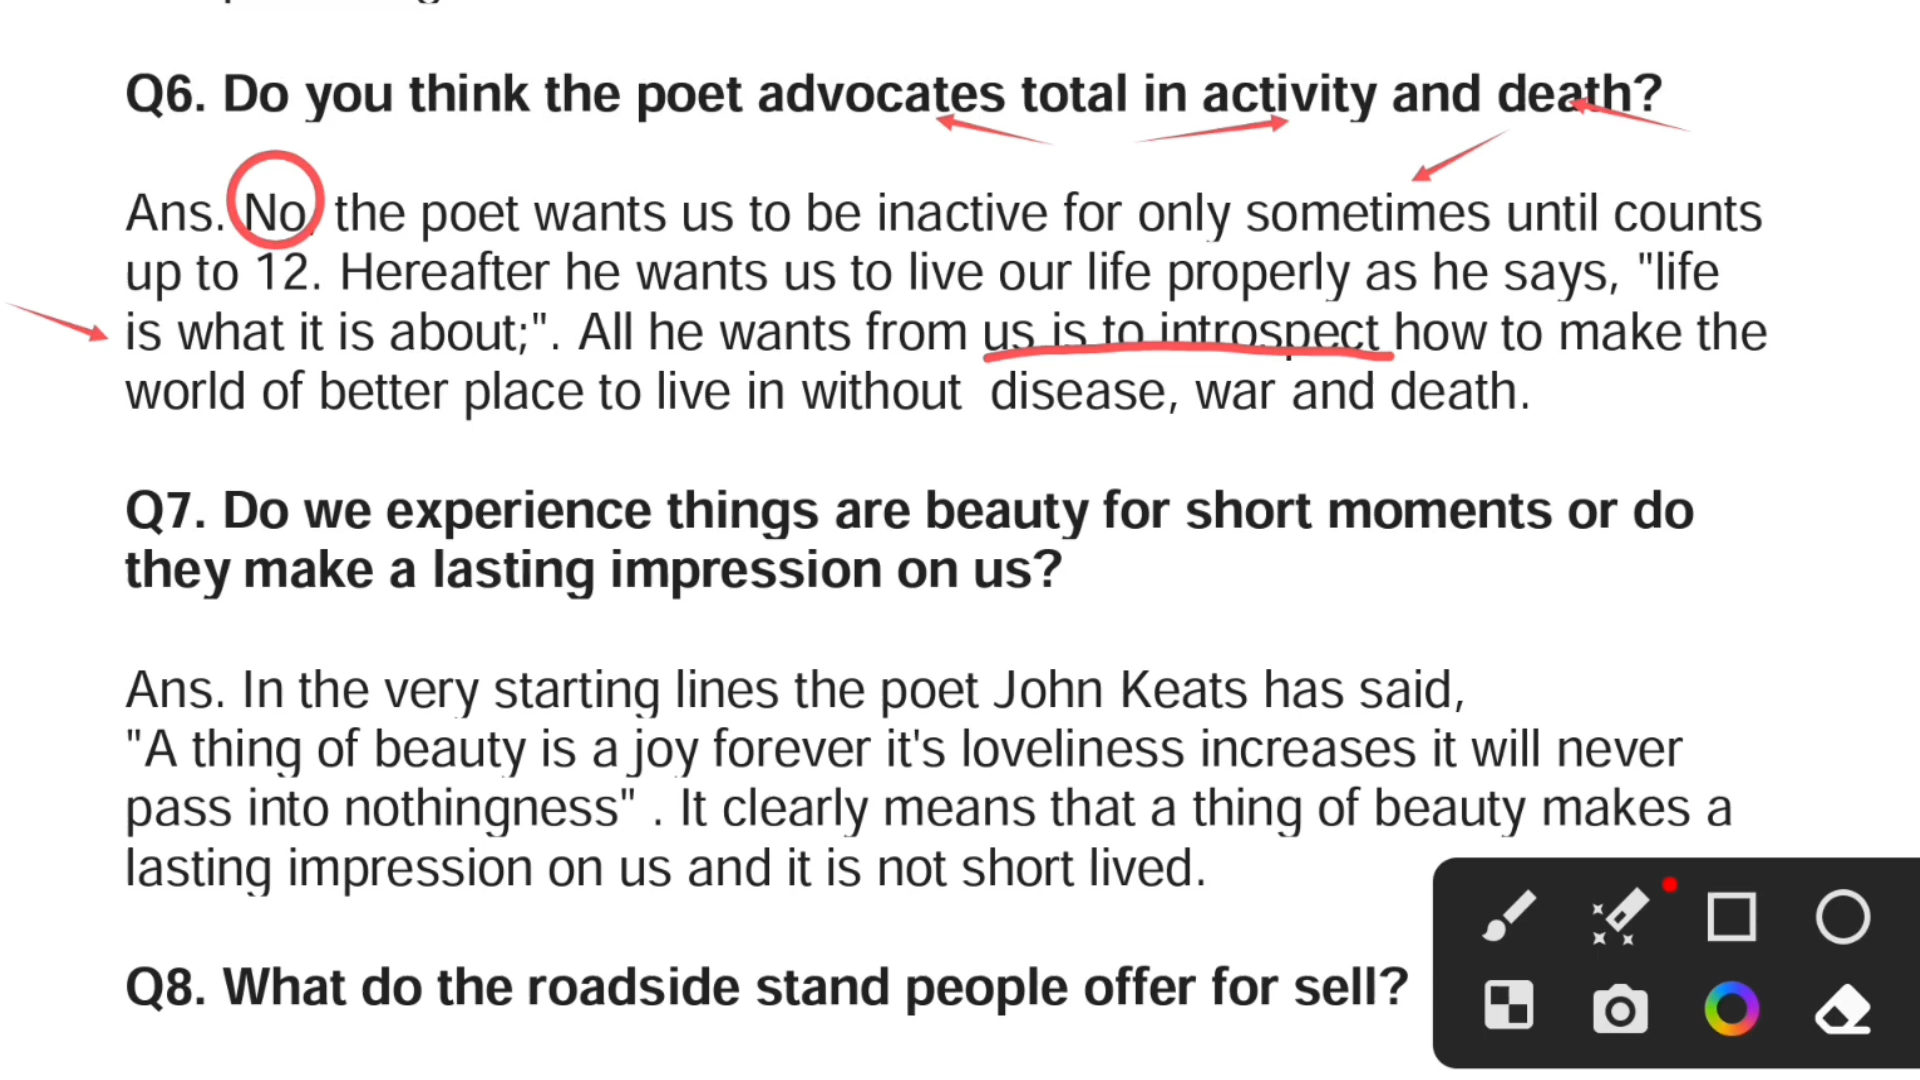 Q6. Do you think the poet advocates total in activity and death?
Ans. No, the poet wants us to be inactive for only sometimes until counts
up to 12. Hereafter he wants us to live our life properly as he says, "life
is what it is about;". All he wants from us is to introspect how to make the
world of better place to live in without disease, war and death.
Q7. Do we experience things are beauty for short moments or do
they make a lasting impression on us?
Ans. In the very starting lines the poet John Keats has said,
"A thing of beauty is a joy forever it's loveliness increases it will never
pass into nothingness" . It clearly means that a thing of beauty makes a
lasting impression on us and it is not short lived.
Q8. What do the roadside stand people offer for sell?